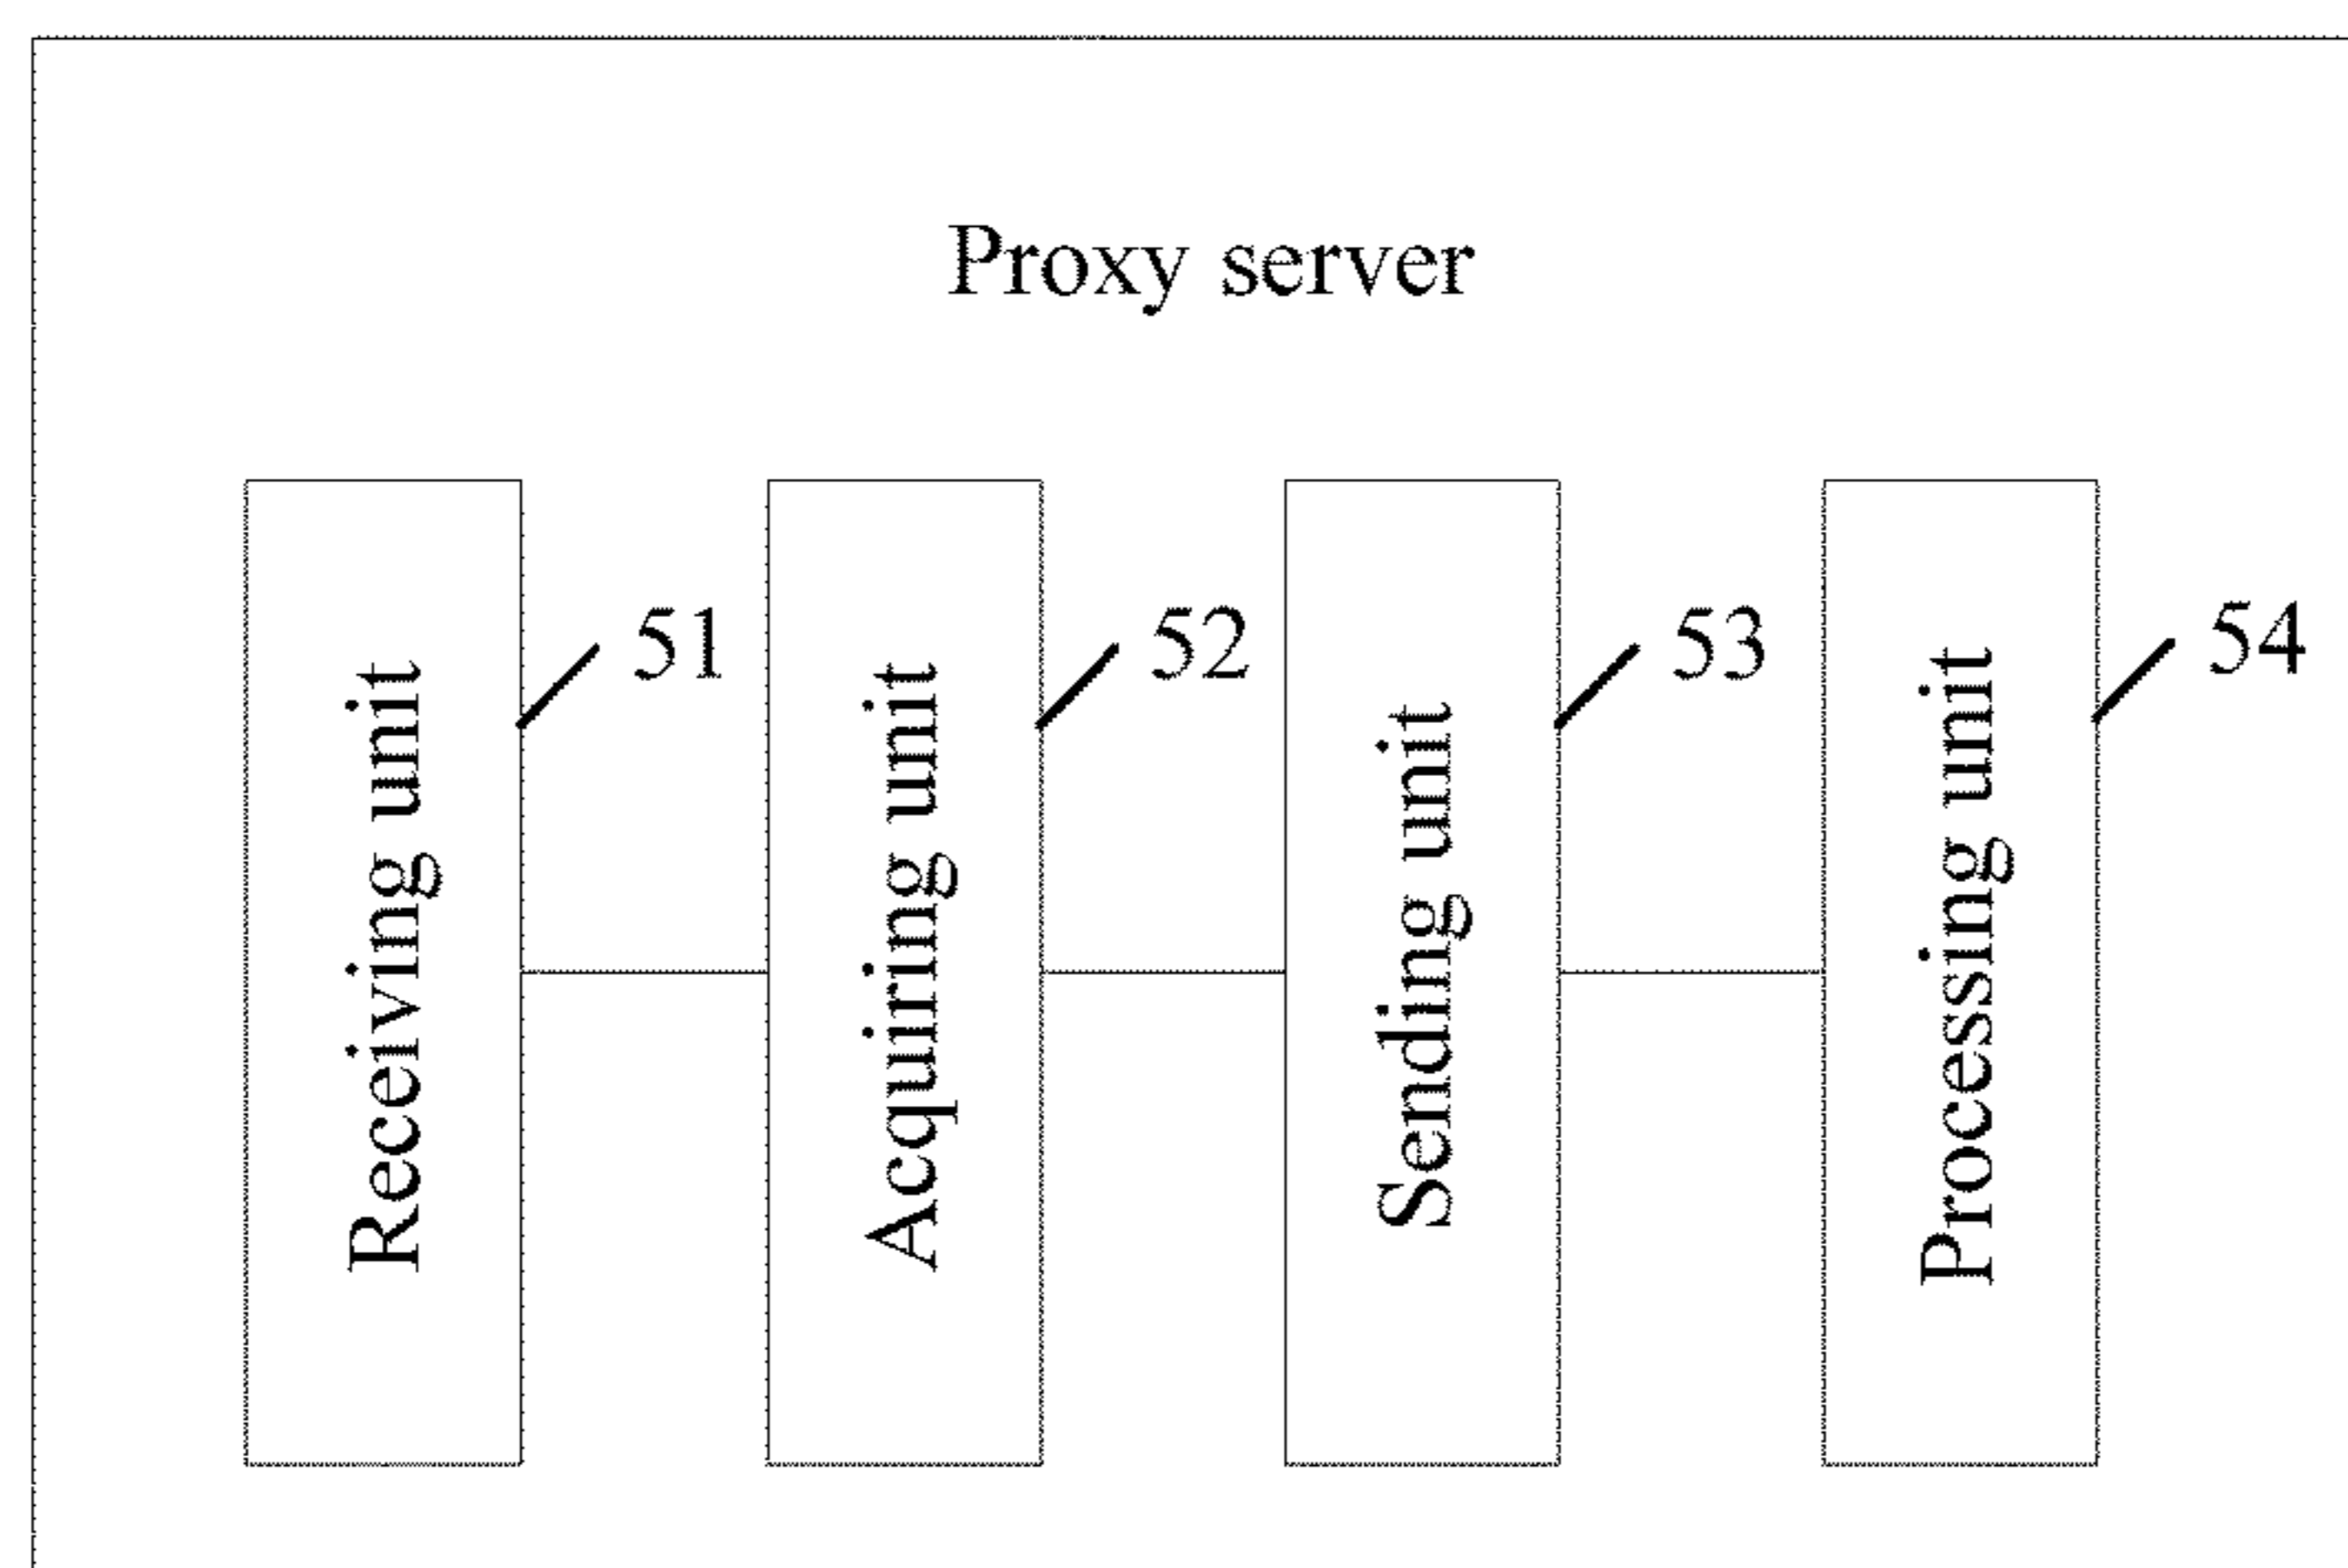 Proxy server
Receiving unit
51
Acquiring unit
52
Sending unit
53
Processing unit
54